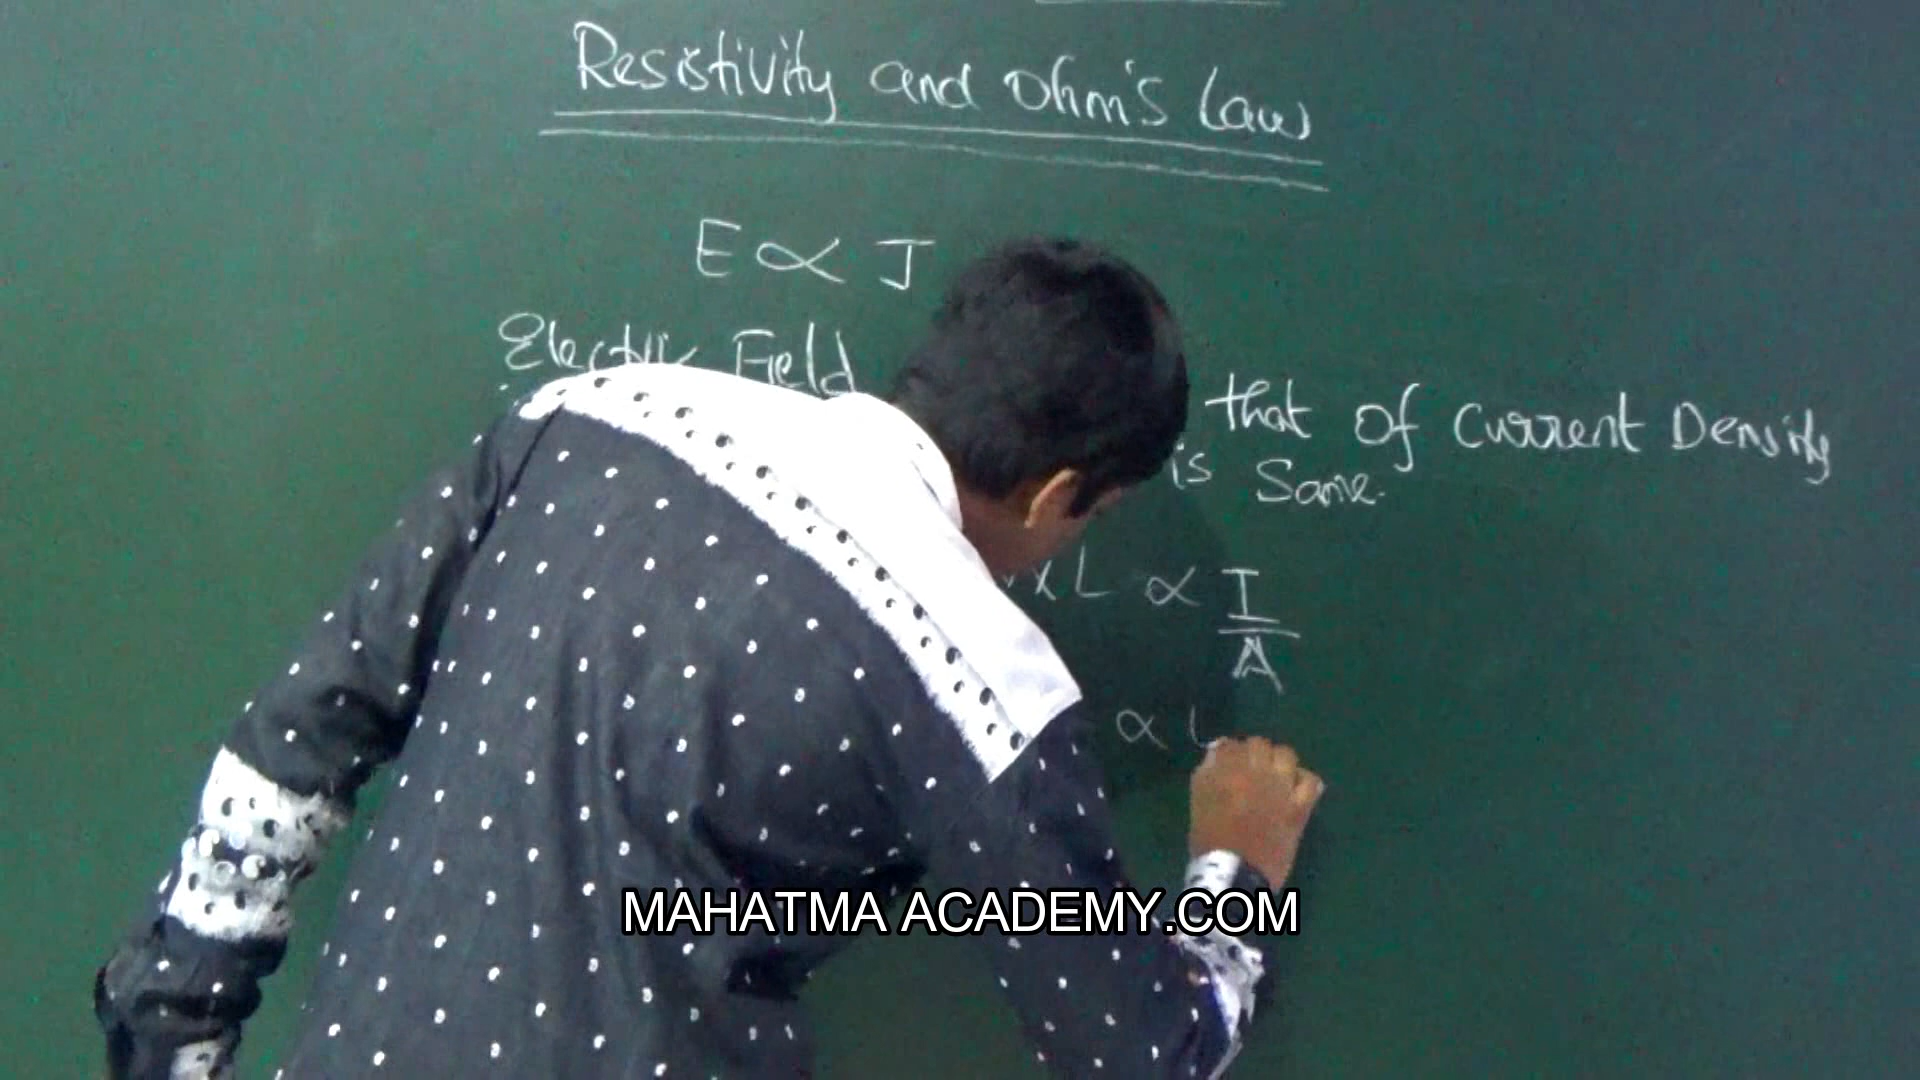 Resistivity and Ohm's Law
E ∝ J
Electric Field
that of Current Density
is Same.
L ∝ I
A
∝
MAHATMA ACADEMY.COM